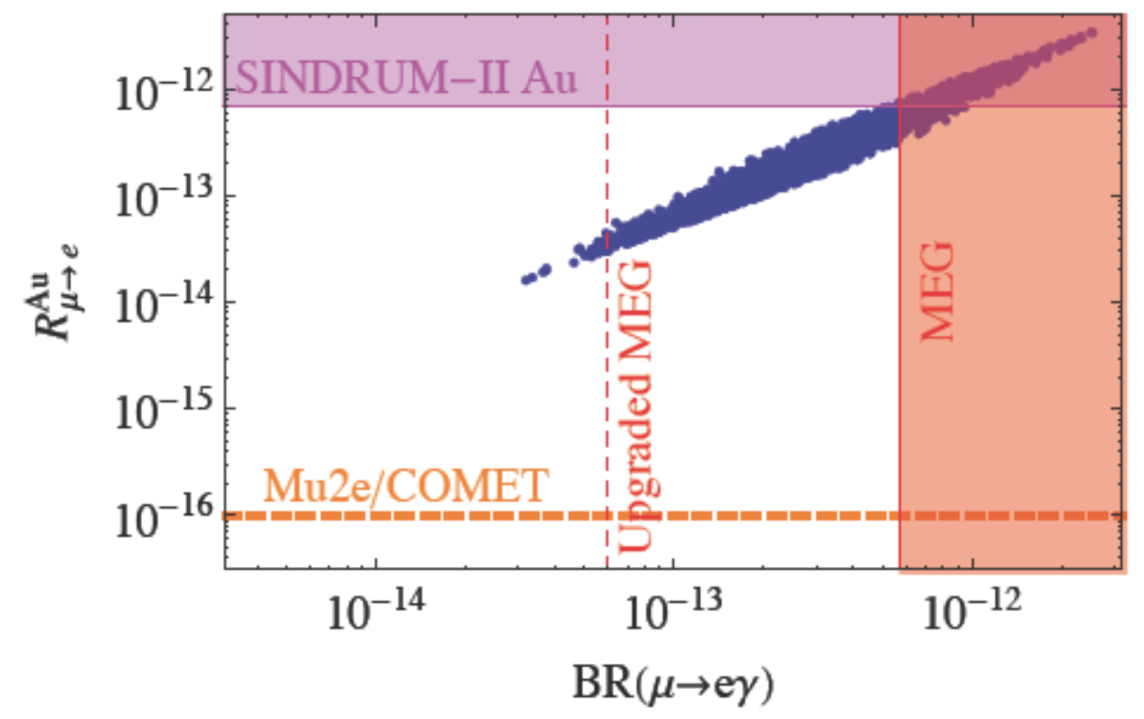 SINDRUM–II Au
10⁻¹²
10⁻¹³
10⁻¹⁴
10⁻¹⁵
10⁻¹⁶
R^Au_μ→e
MEG
Upgraded MEG
Mu2e/COMET
10⁻¹⁴
10⁻¹³
10⁻¹²
BR(μ→eγ)